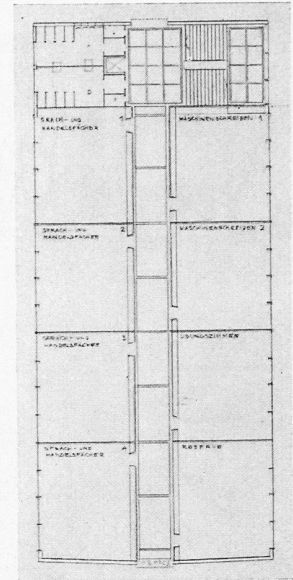 SPRACH- UND 1
HANDELSFÄCHER
MASCHINENSCHREIBEN 1
SPRACH- UND 2
HANDELSFÄCHER
MASCHINENSCHREIBEN 2
SPRACH- UND 3
HANDELSFÄCHER
ÜBUNGSZIMMER
SPRACH- UND 4
HANDELSFÄCHER
RESERVE